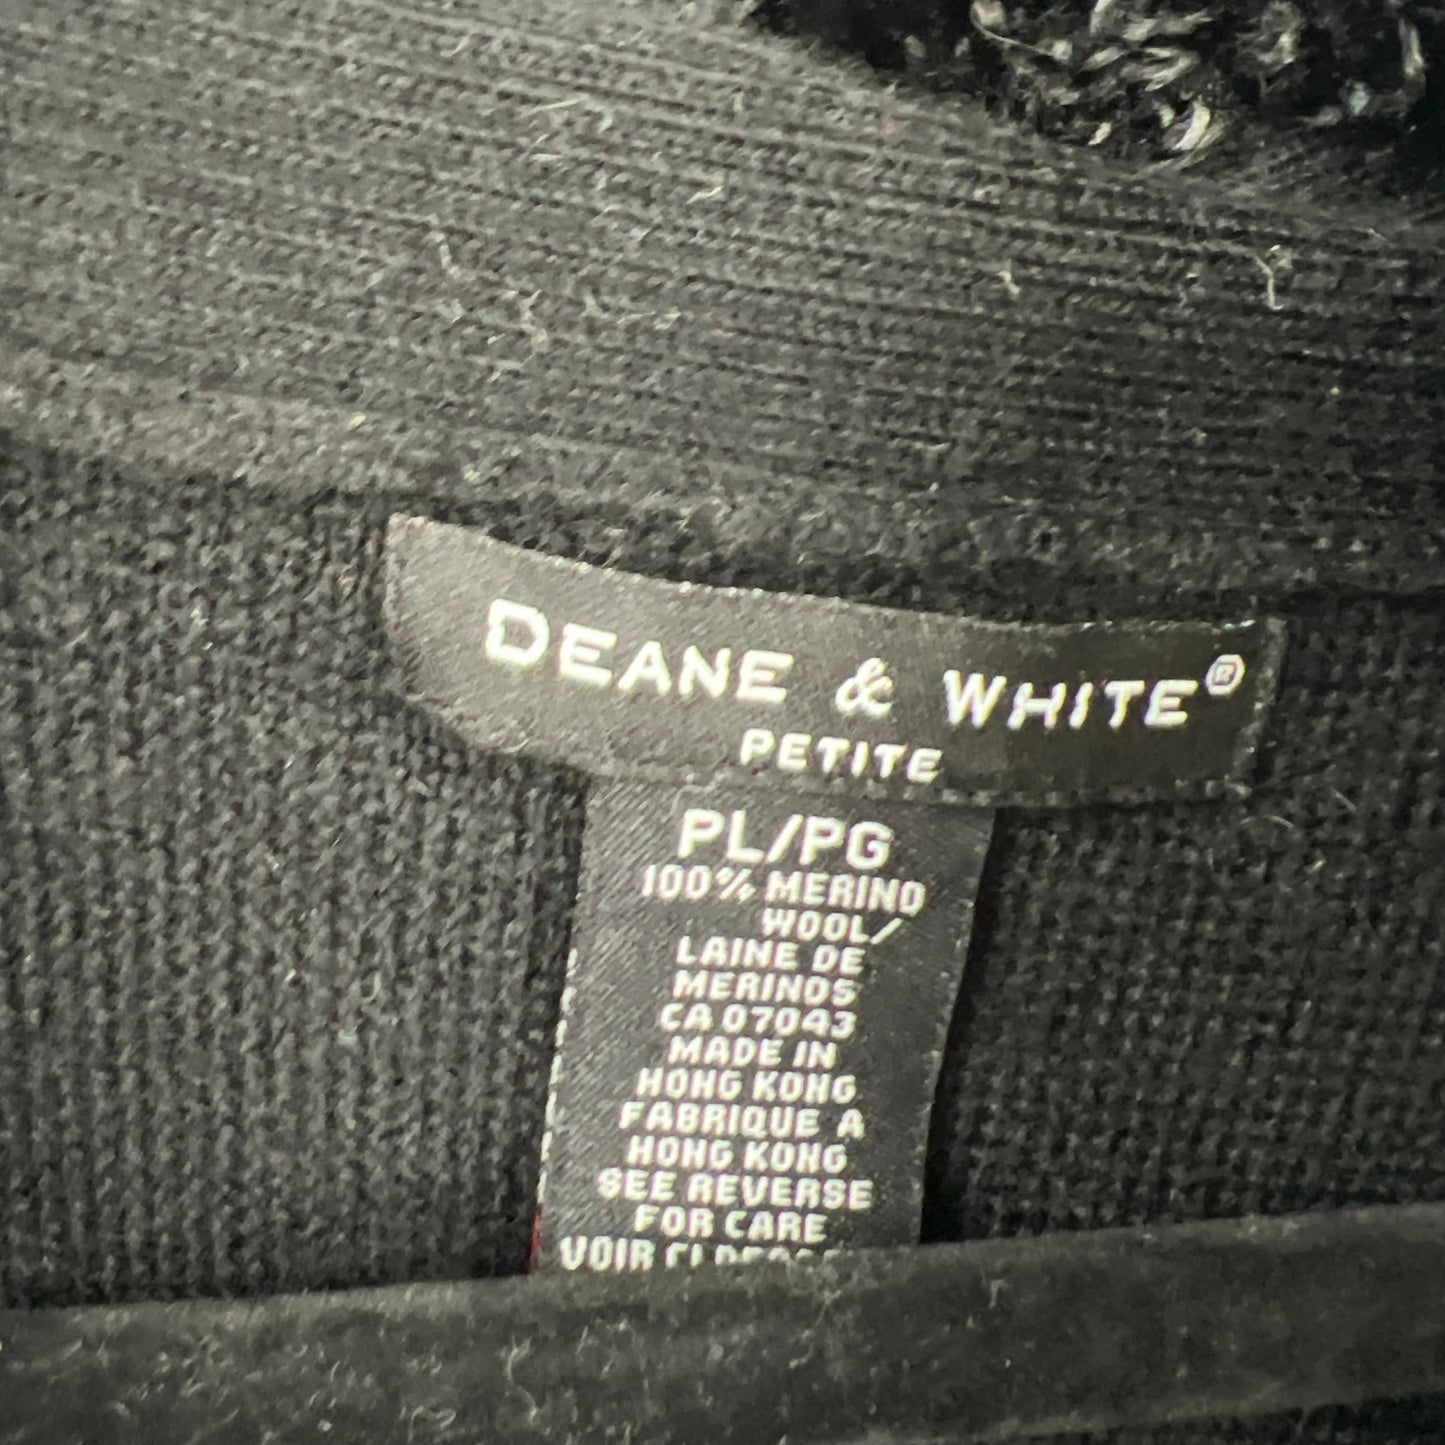 DEANE & WHITE®
PETITE
PL/PG
100% MERINO
WOOL/
LAINE DE
MERINOS
CA 07043
MADE IN
HONG KONG
FABRIQUE A
HONG KONG
SEE REVERSE
FOR CARE
VOIR